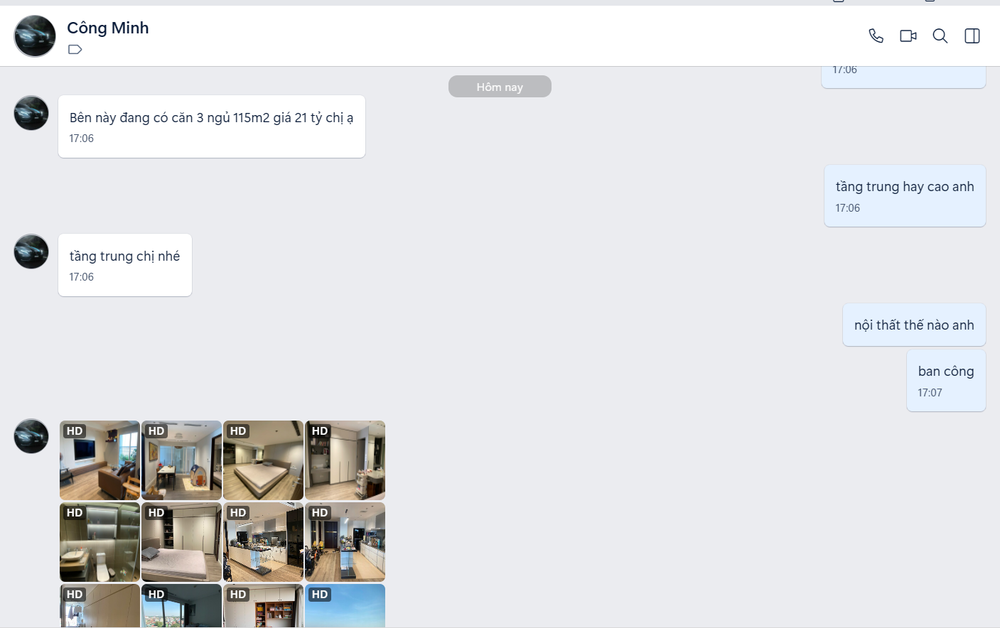 Công Minh
17:06
Hôm nay
Bên này đang có căn 3 ngủ 115m2 giá 21 tỷ chị ạ
17:06
tầng trung hay cao anh
17:06
tầng trung chị nhé
17:06
nội thất thế nào anh
ban công
17:07
HD HD HD HD
HD HD HD HD
HD HD HD HD